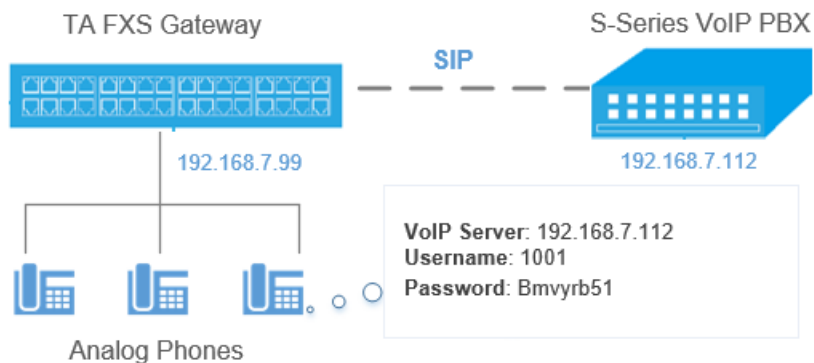 TA FXS Gateway
S-Series VoIP PBX
SIP
192.168.7.99
192.168.7.112
VoIP Server: 192.168.7.112
Username: 1001
Password: Bmvyrb51
Analog Phones